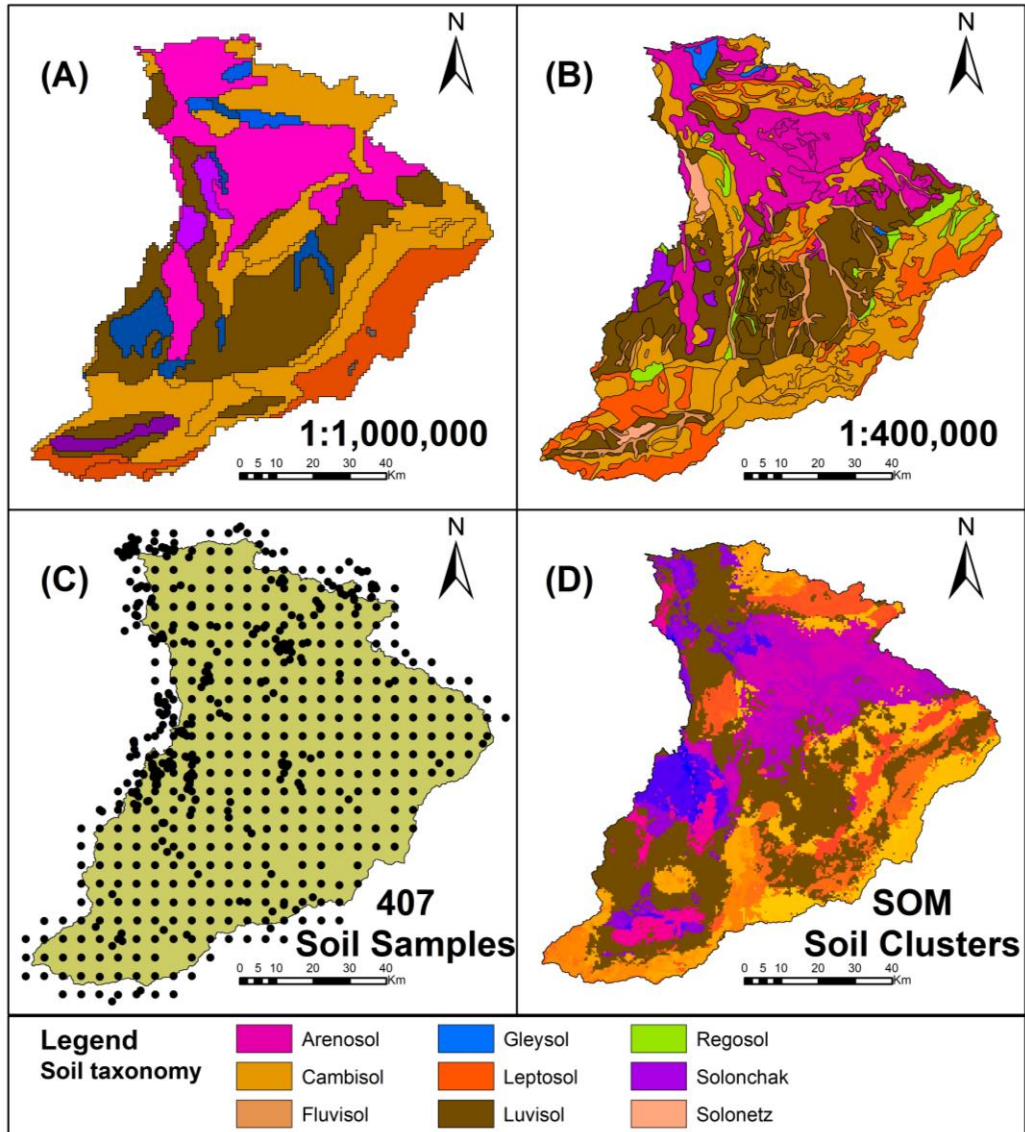 N
(A)
1:1,000,000
0 5 10 20 30 40
Km
N
(B)
1:400,000
0 5 10 20 30 40
Km
N
(C)
407
Soil Samples
0 5 10 20 30 40
Km
N
(D)
SOM
Soil Clusters
0 5 10 20 30 40
Km
Legend
Soil taxonomy
Arenosol
Cambisol
Fluvisol
Gleysol
Leptosol
Luvisol
Regosol
Solonchak
Solonetz